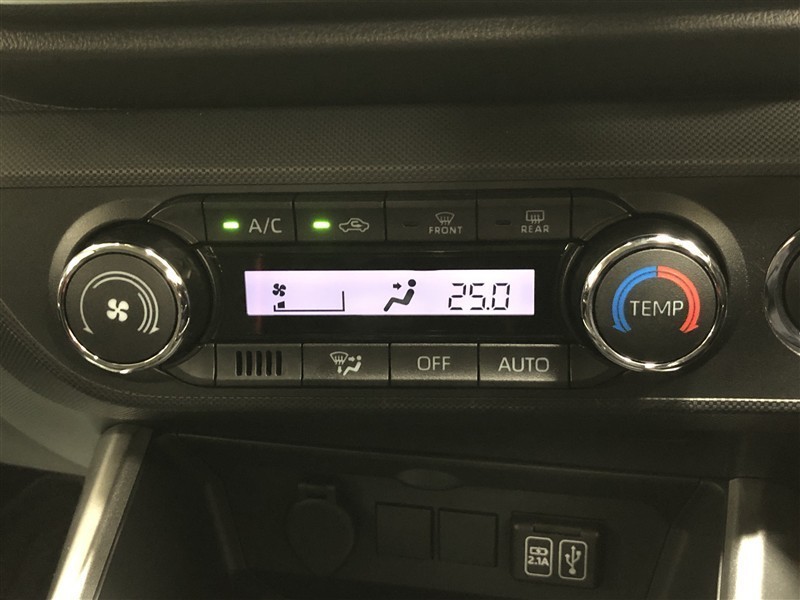 A/C
FRONT
REAR
25.0
TEMP
OFF
AUTO
2.1A